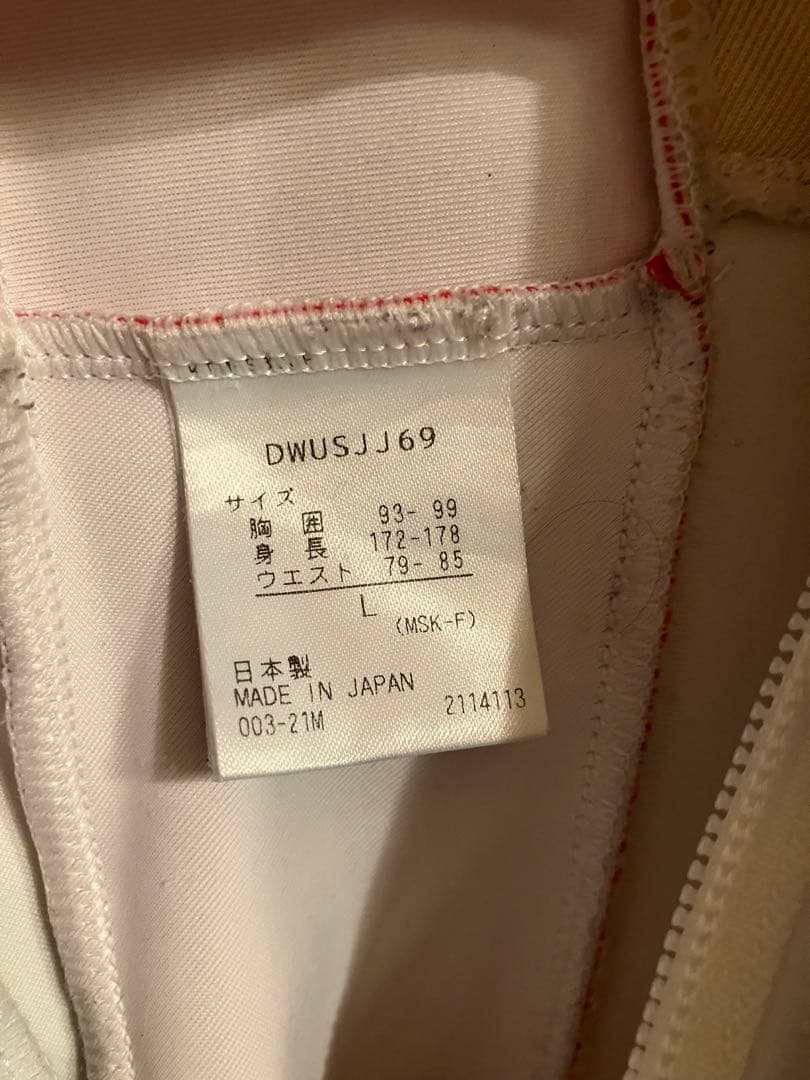 DWUSJJ69
サイズ
胸囲 93-99
身長 172-178
ウエスト 79-85
L
(MSK-F)
日本製
MADE IN JAPAN
003-21M 2114113